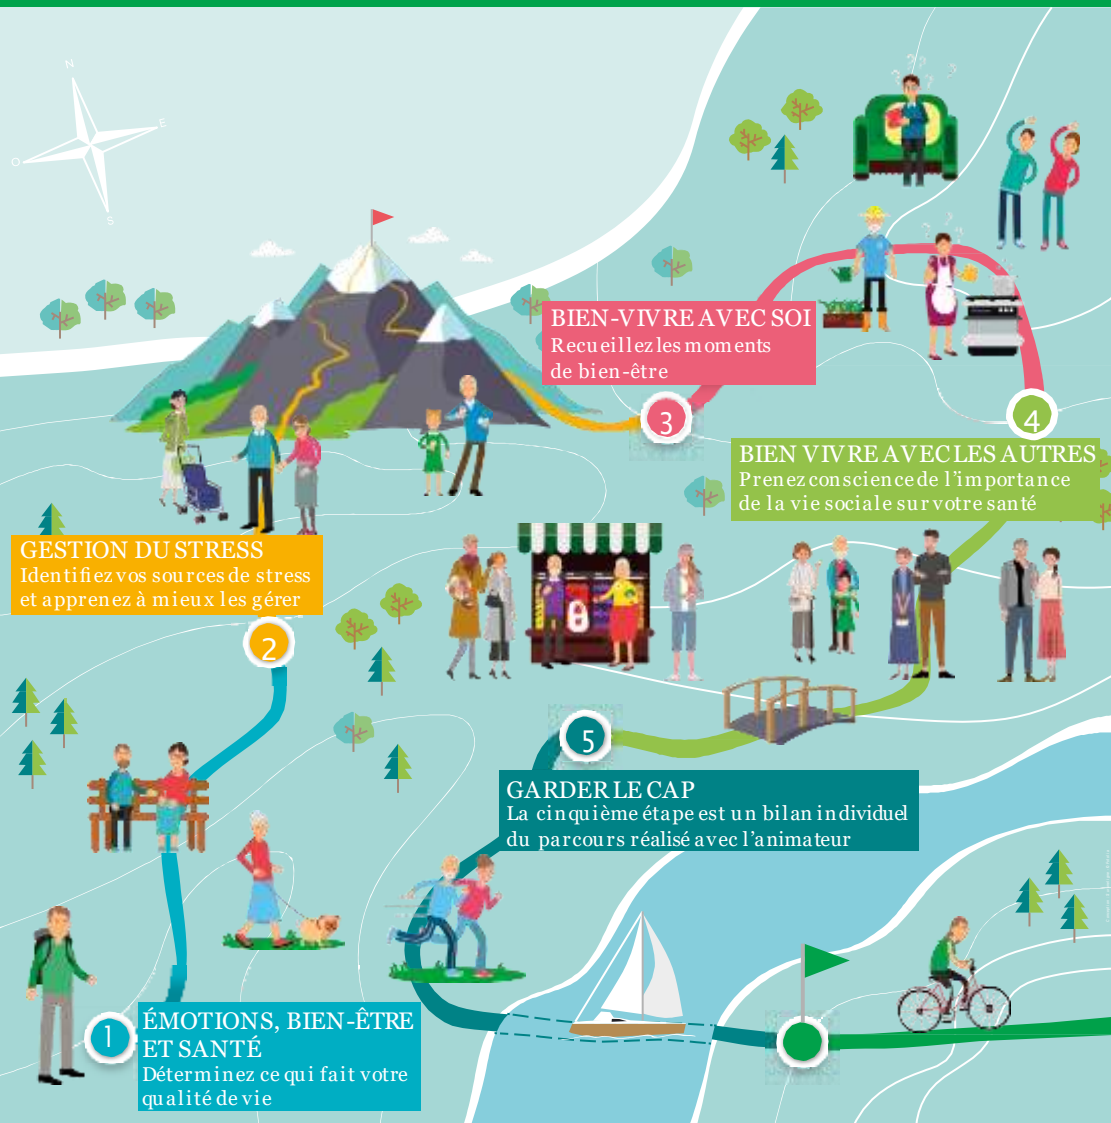 N
E
O
S
BIEN-VIVRE AVEC SOI
Recueillez les moments
de bien-être
3
4
BIEN VIVRE AVEC LES AUTRES
Prenez conscience de l’importance
de la vie sociale sur votre santé
GESTION DU STRESS
Identifiez vos sources de stress
et apprenez à mieux les gérer
2
5
GARDER LE CAP
La cinquième étape est un bilan individuel
du parcours réalisé avec l’animateur
1
ÉMOTIONS, BIEN-ÊTRE
ET SANTÉ
Déterminez ce qui fait votre
qualité de vie